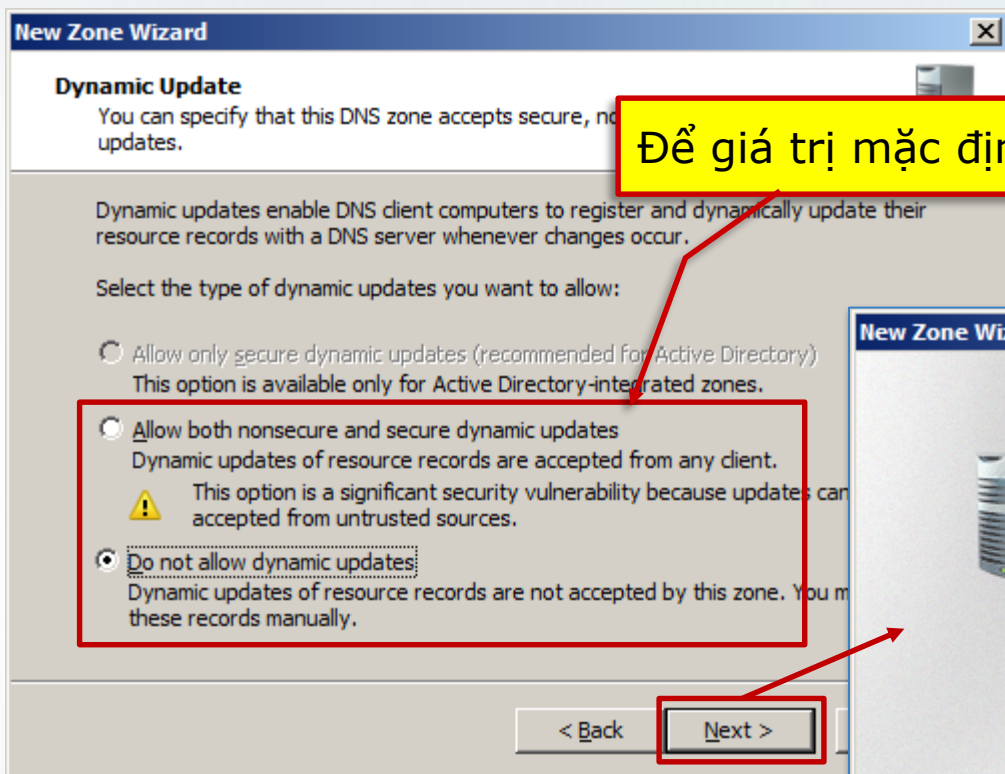 New Zone Wizard
Dynamic Update
You can specify that this DNS zone accepts secure,
updates.
Để giá trị mặc
Dynamic updates enable DNS client computers to register and dynamically update their
resource records with a DNS server whenever changes occur.
Select the type of dynamic updates you want to allow:
Allow only secure dynamic updates (recommended for Active Directory)
This option is available only for Active Directory-integrated zones.
Allow both nonsecure and secure dynamic updates
Dynamic updates of resource records are accepted from any client.
This option is a significant security vulnerability because updates can
accepted from untrusted sources.
Do not allow dynamic updates
Dynamic updates of resource records are not accepted by this zone. You
these records manually.
< Back
Next >
New Zone